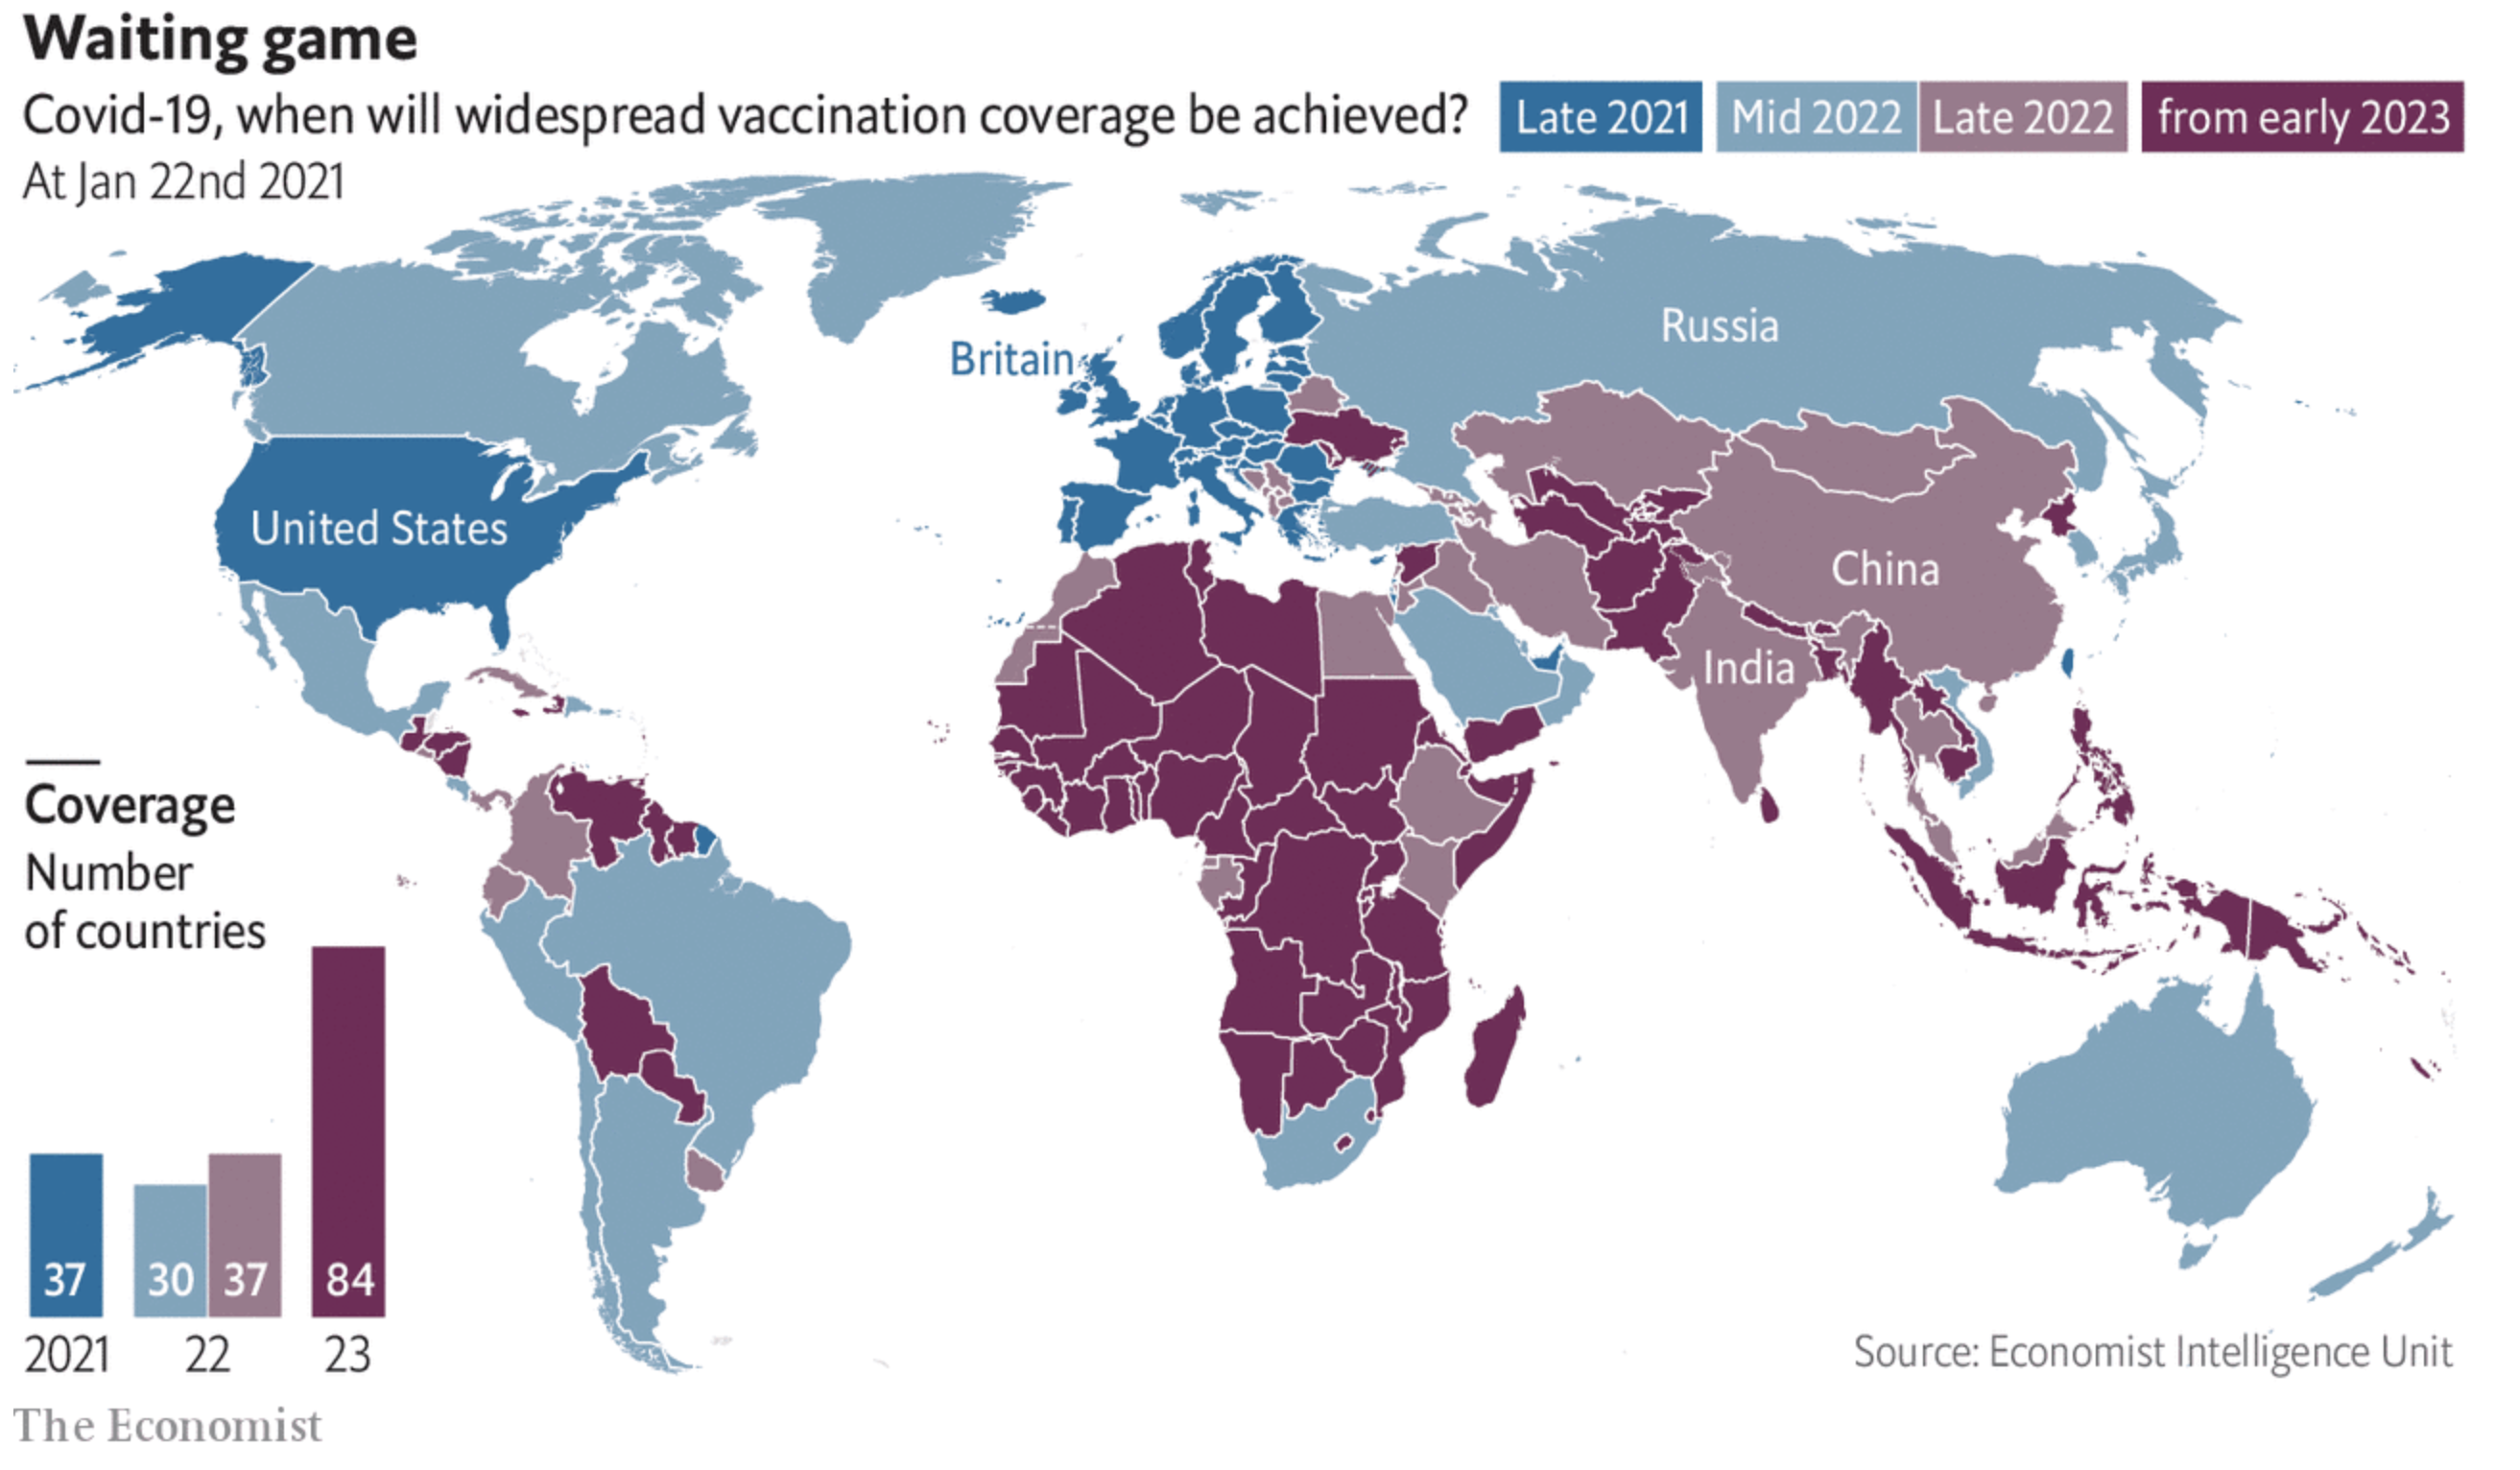 Waiting game
Covid-19, when will widespread vaccination coverage be achieved?
Late 2021
Mid 2022
Late 2022
from early 2023
At Jan 22nd 2021
Russia
Britain
United States
China
India
Coverage
Number
of countries
37
30
37
84
2021
22
23
Source: Economist Intelligence Unit
The Economist